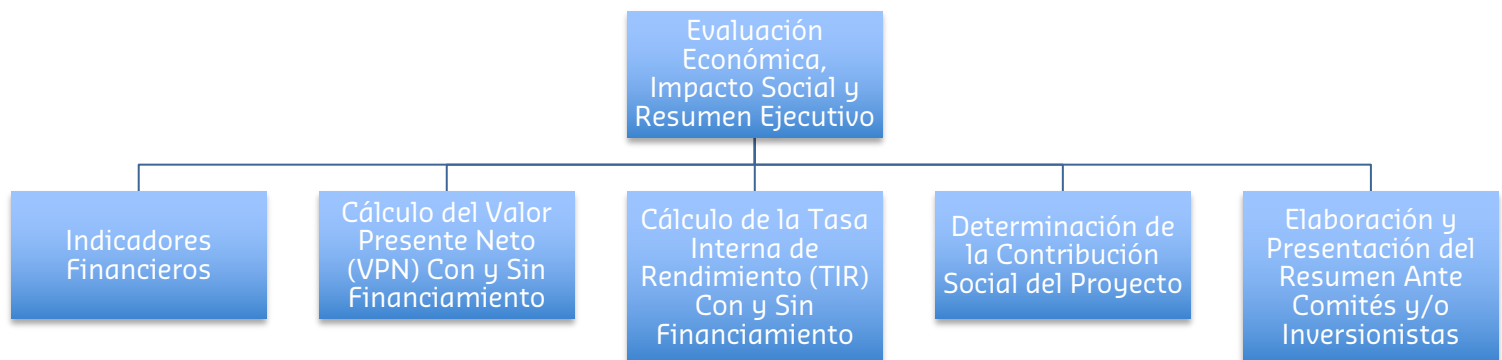 Evaluación
Económica,
Impacto Social y
Resumen Ejecutivo
Indicadores
Financieros
Cálculo del Valor
Presente Neto
(VPN) Con y Sin
Financiamiento
Cálculo de la Tasa
Interna de
Rendimiento (TIR)
Con y Sin
Financiamiento
Determinación de
la Contribución
Social del Proyecto
Elaboración y
Presentación del
Resumen Ante
Comités y/o
Inversionistas